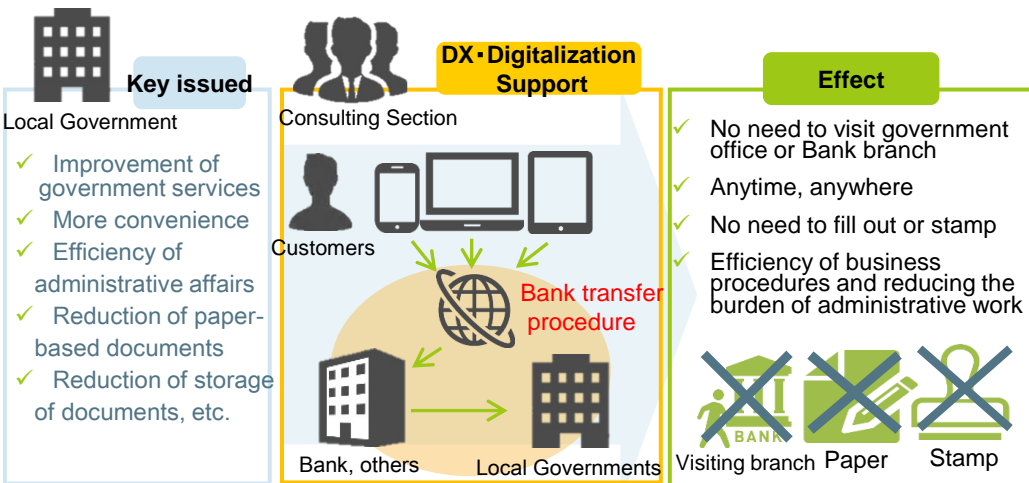 Key issued
Local Government
Improvement of
government services
More convenience
Efficiency of
administrative affairs
Reduction of paper-
based documents
Reduction of storage
of documents, etc.
DX・Digitalization
Support
Consulting Section
Customers
Bank transfer
procedure
Bank, others
Local Governments
Effect
No need to visit government
office or Bank branch
Anytime, anywhere
No need to fill out or stamp
Efficiency of business
procedures and reducing the
burden of administrative work
BANK
Visiting branch
Paper
Stamp